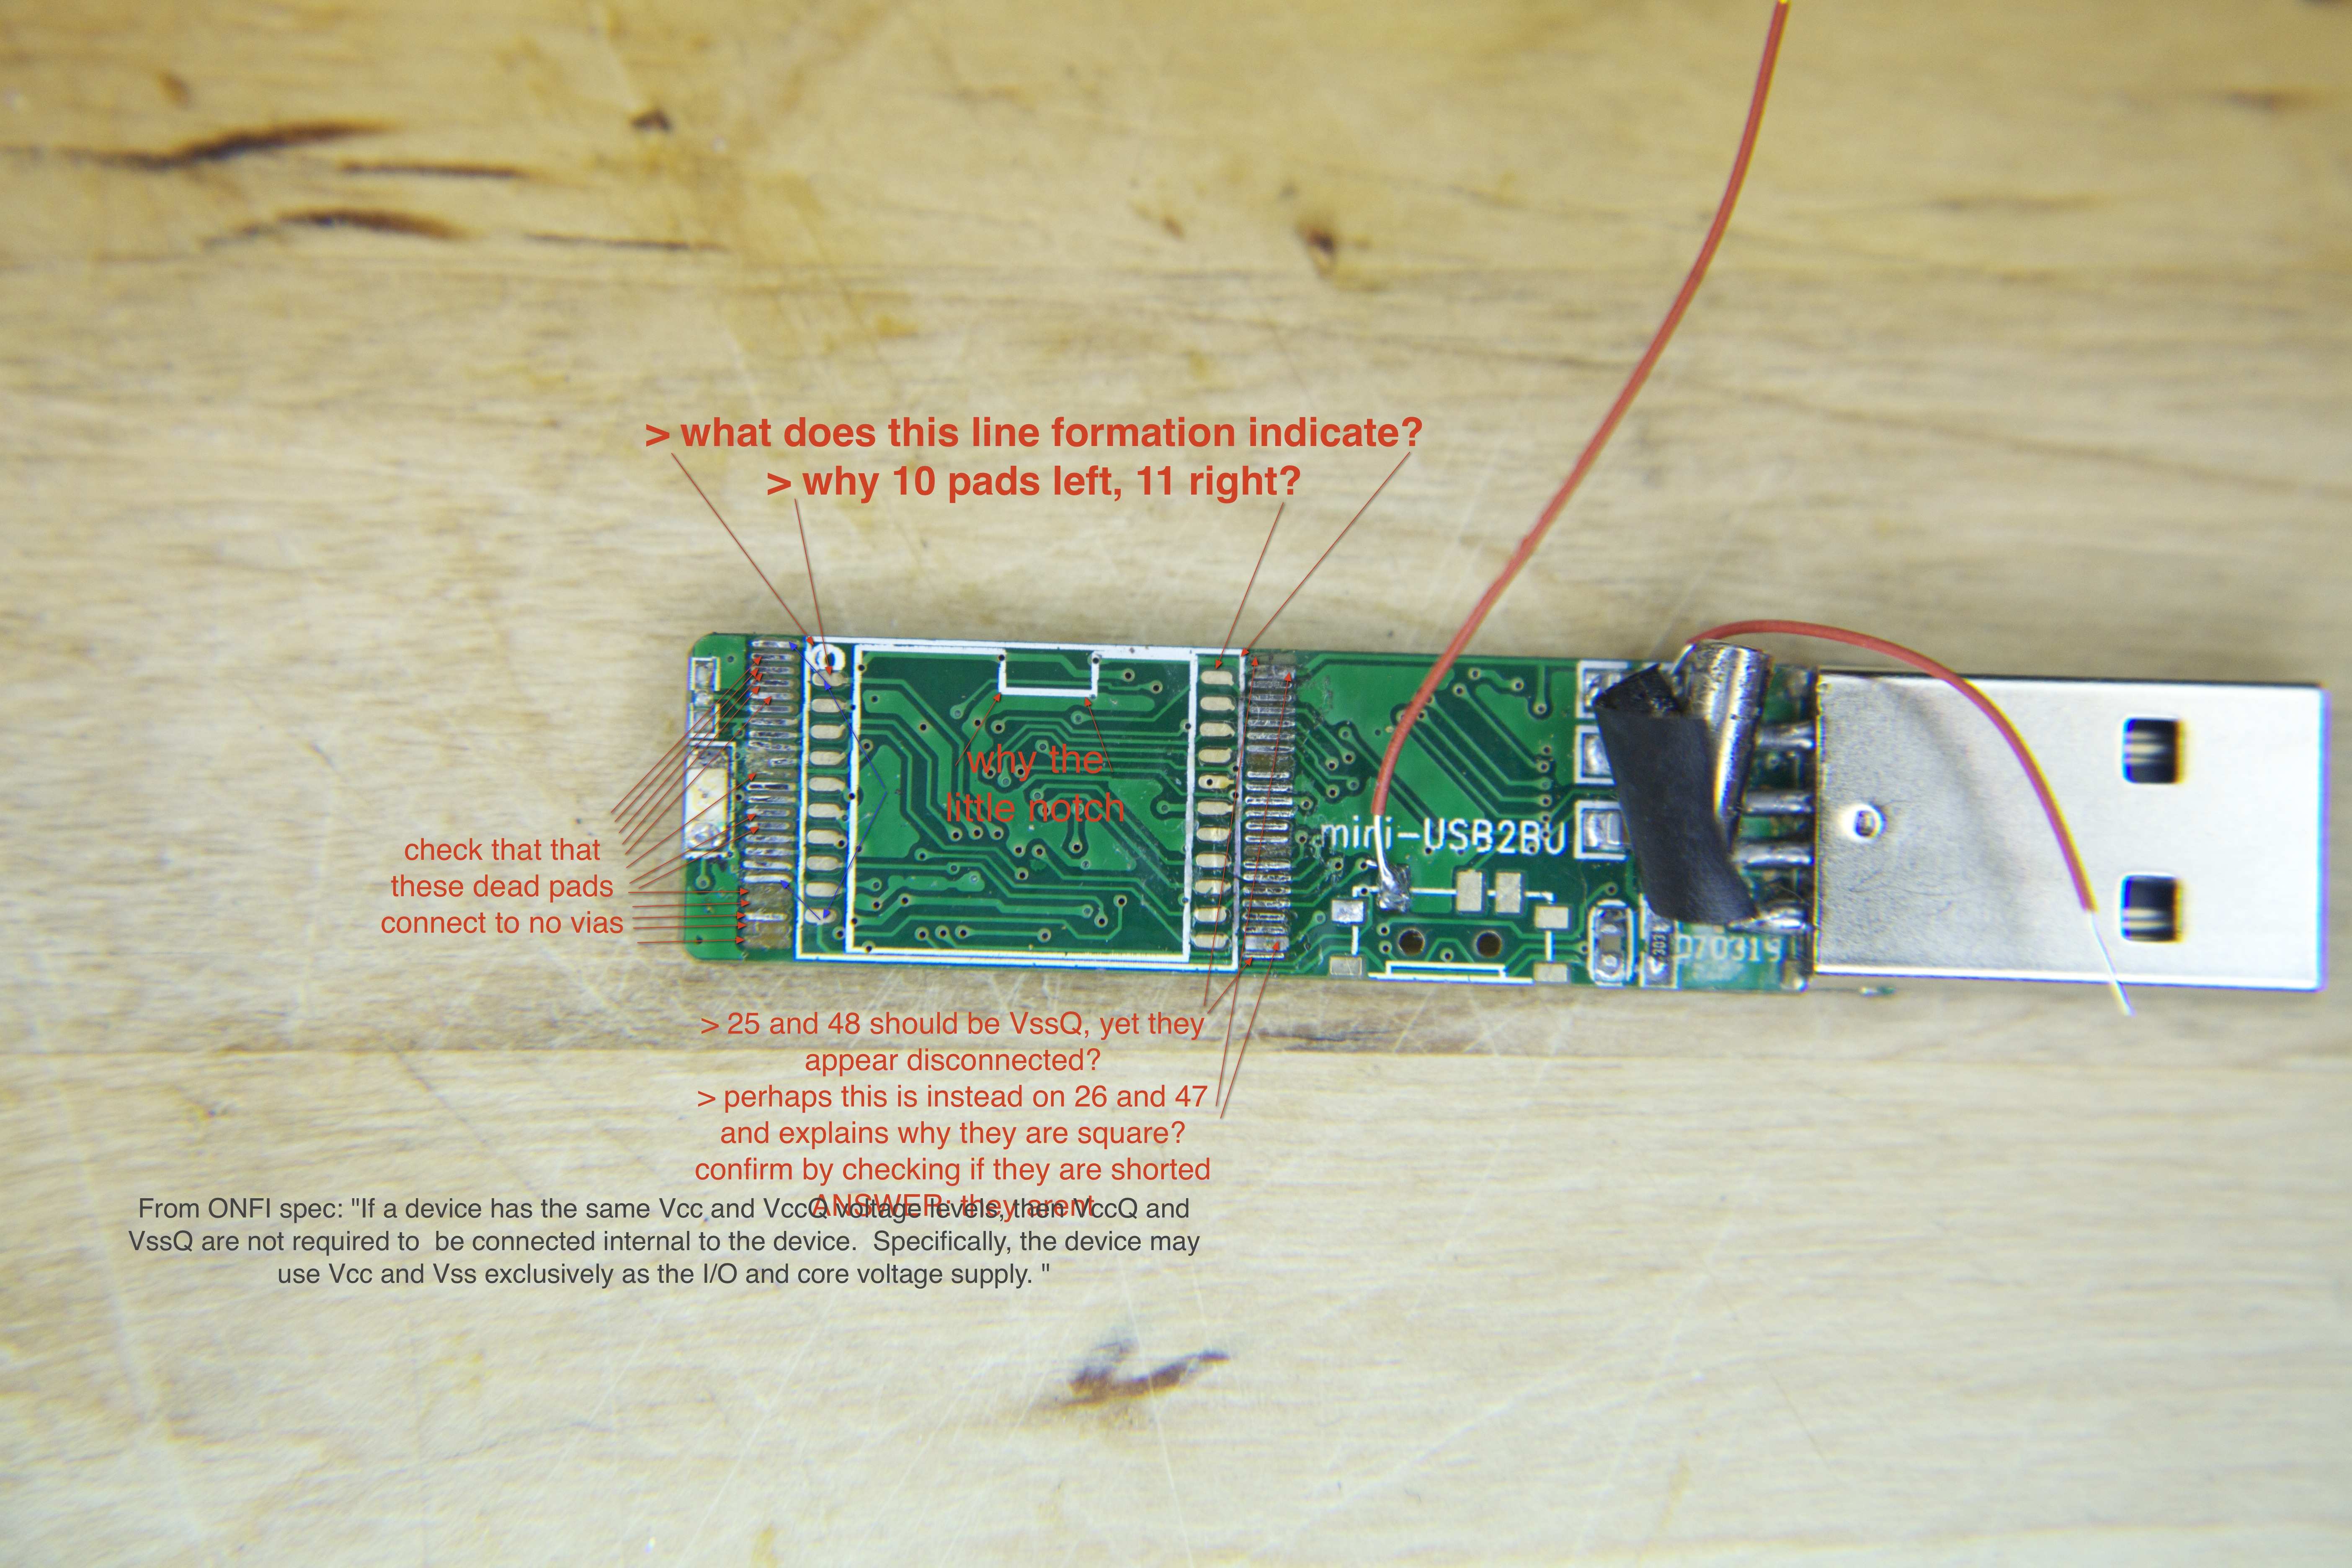 > what does this line formation indicate?
> why 10 pads left, 11 right?
why the
little notch
mini-USB2BU
check that that
these dead pads
connect to no vias
303
070319
> 25 and 48 should be VssQ, yet they
appear disconnected?
> perhaps this is instead on 26 and 47
and explains why they are square?
confirm by checking if they are shorted
ANSWER: they arent
From ONFI spec: "If a device has the same Vcc and VccQ voltage levels, then VccQ and
VssQ are not required to  be connected internal to the device.  Specifically, the device may
use Vcc and Vss exclusively as the I/O and core voltage supply. "